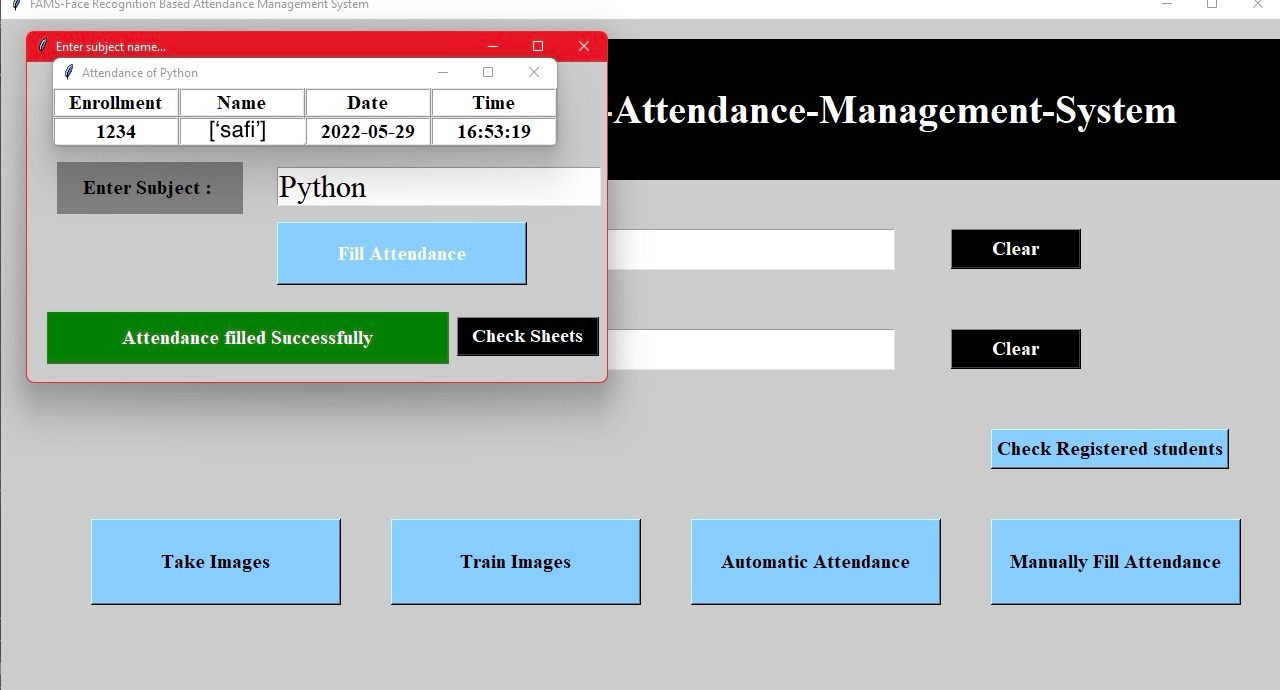 FAMS-Face Recognition Based Attendance Management System
Enter subject name...
Attendance of Python
Enrollment Name Date Time
1234 [‘safi’] 2022-05-29 16:53:19
-Attendance-Management-System
Enter Subject : Python
Fill Attendance
Clear
Attendance filled Successfully Check Sheets
Clear
Check Registered students
Take Images Train Images Automatic Attendance Manually Fill Attendance